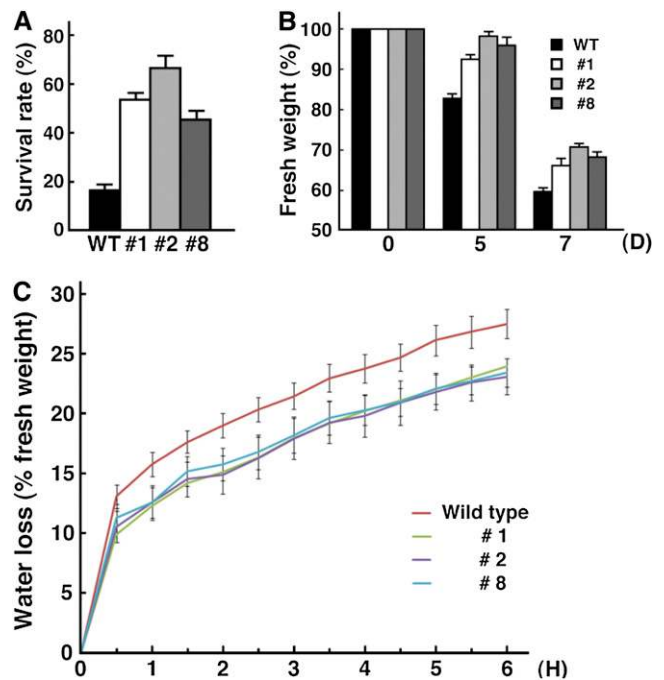 A
Survival rate (%)
80
60
40
20
0
WT #1 #2 #8
B
Fresh weight (%)
100
90
80
70
60
50
0 5 7 (D)
WT
#1
#2
#8
C
Water loss (% fresh weight)
30
25
20
15
10
5
0
0 1 2 3 4 5 6 (H)
Wild type
# 1
# 2
# 8